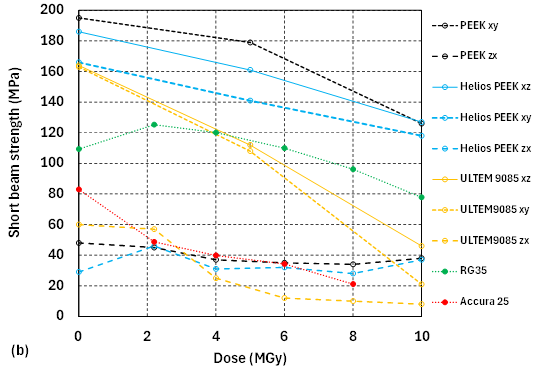 200
180
160
140
120
100
80
60
40
20
0
Short beam strength (MPa)
0 2 4 6 8 10
Dose (MGy)
(b)
PEEK xy
PEEK zx
Helios PEEK xz
Helios PEEK xy
Helios PEEK zx
ULTEM 9085 xz
ULTEM9085 xy
ULTEM9085 zx
RG35
Accura 25